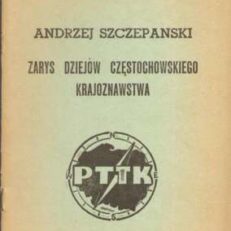 ANDRZEJ SZCZEPANSKI
ZARYS DZIEJÓW CZĘSTOCHOWSKIEGO
KRAJOZNAWSTWA
PTTK